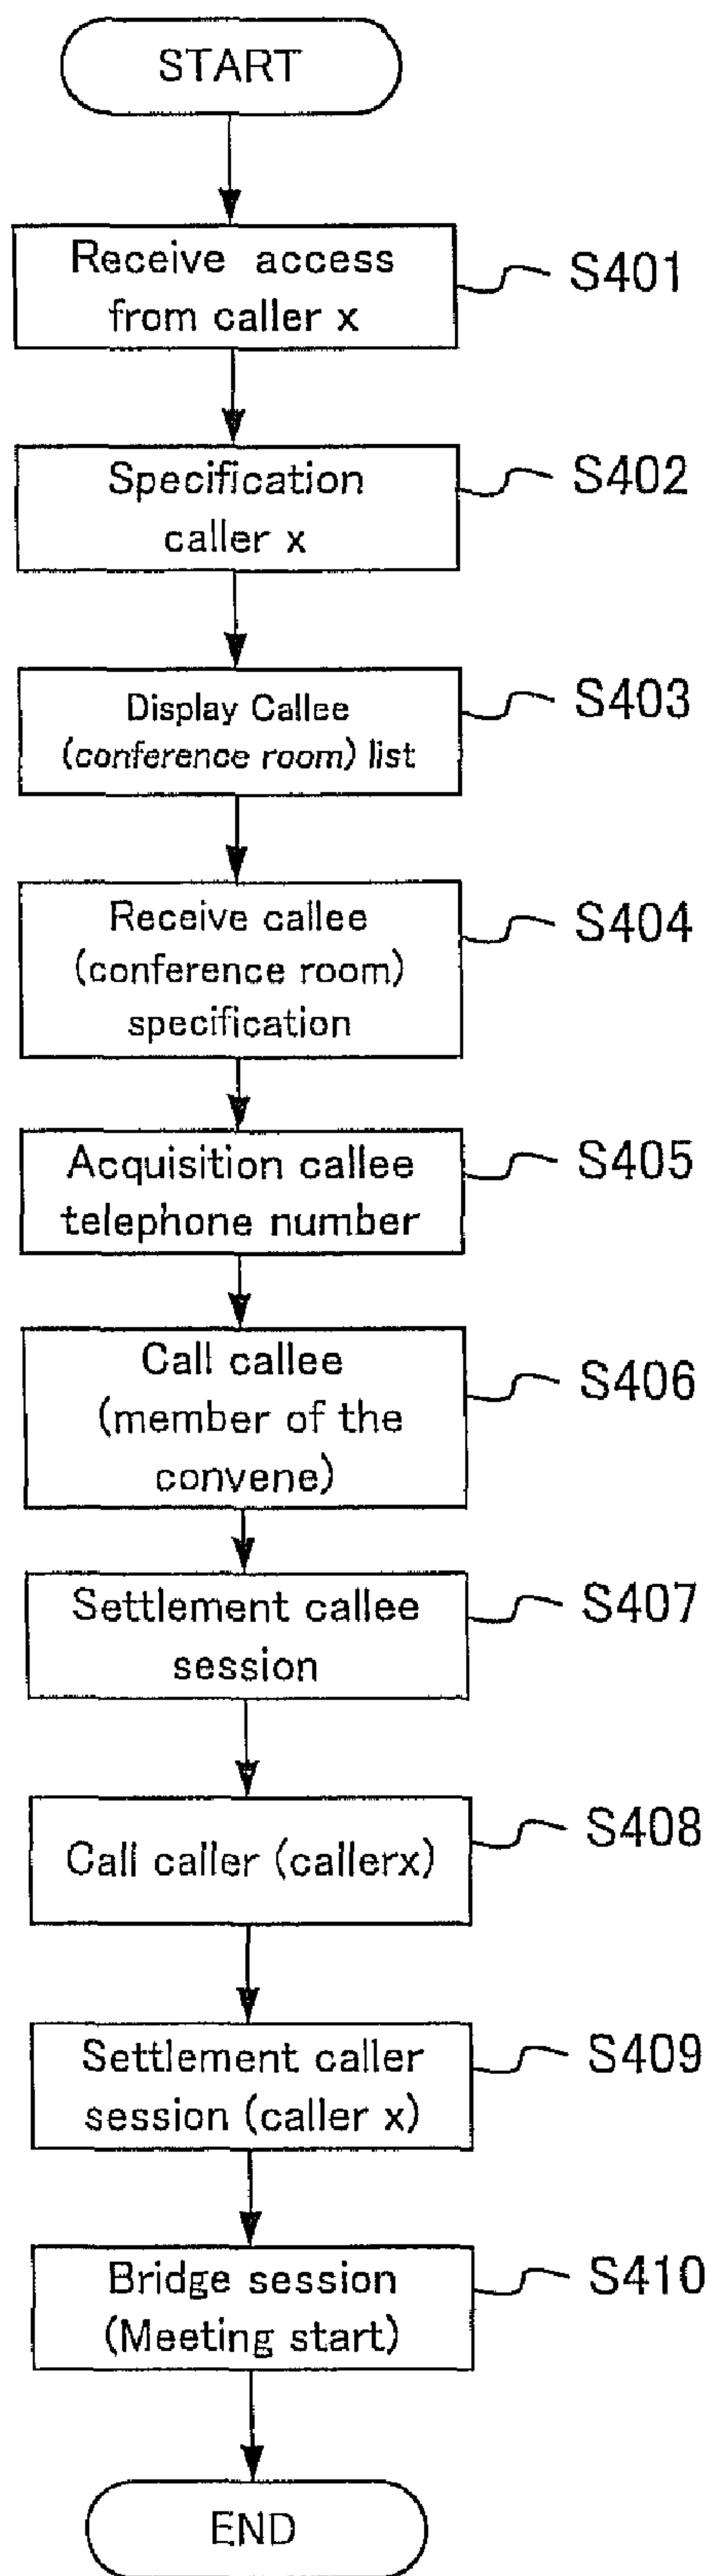 START
Receive access
from caller x
S401
Specification
caller x
S402
Display Callee
(conference room) list
S403
Receive callee
(conference room)
specification
S404
Acquisition callee
telephone number
S405
Call callee
(member of the
convene)
S406
Settlement callee
session
S407
Call caller (callerx)
S408
Settlement caller
session (caller x)
S409
Bridge session
(Meeting start)
S410
END